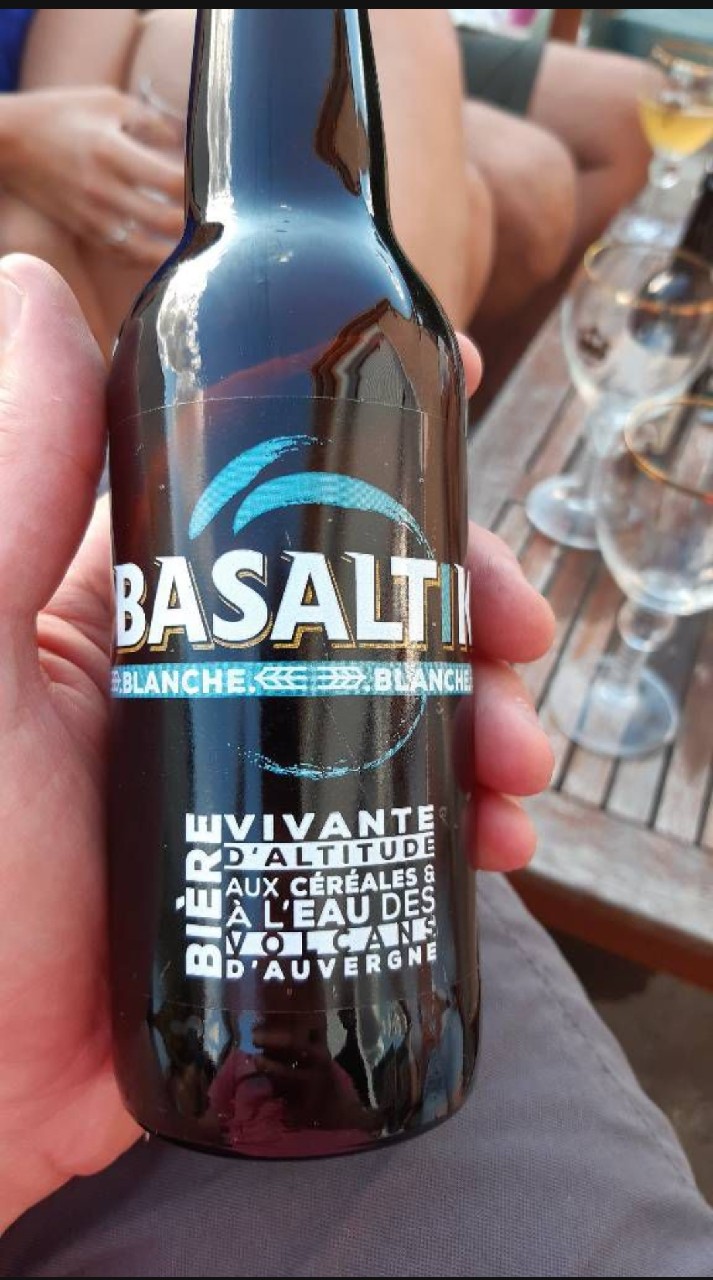 BASALTIK
.BLANCHE. .BLANCHE.
BIÈRE
VIVANTE
D'ALTITUDE
AUX CÉRÉALES &
À L'EAU DES
VOLCANS
D'AUVERGNE